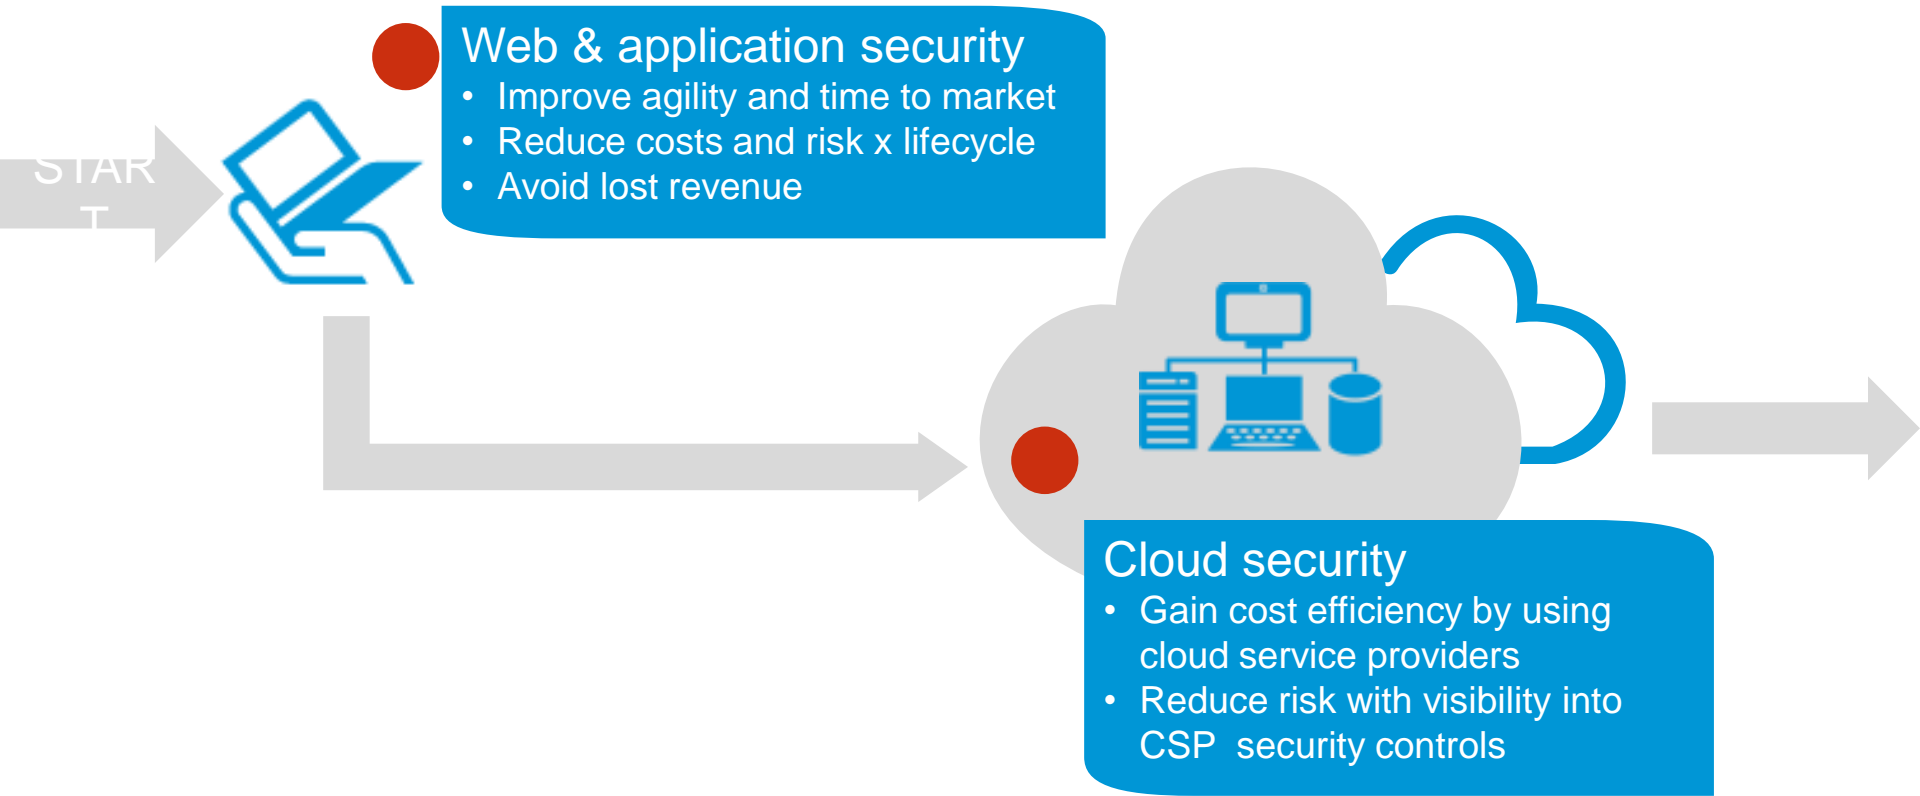 Web & application security
• Improve agility and time to market
• Reduce costs and risk x lifecycle
• Avoid lost revenue
STAR
T
Cloud security
• Gain cost efficiency by using
cloud service providers
• Reduce risk with visibility into
CSP  security controls